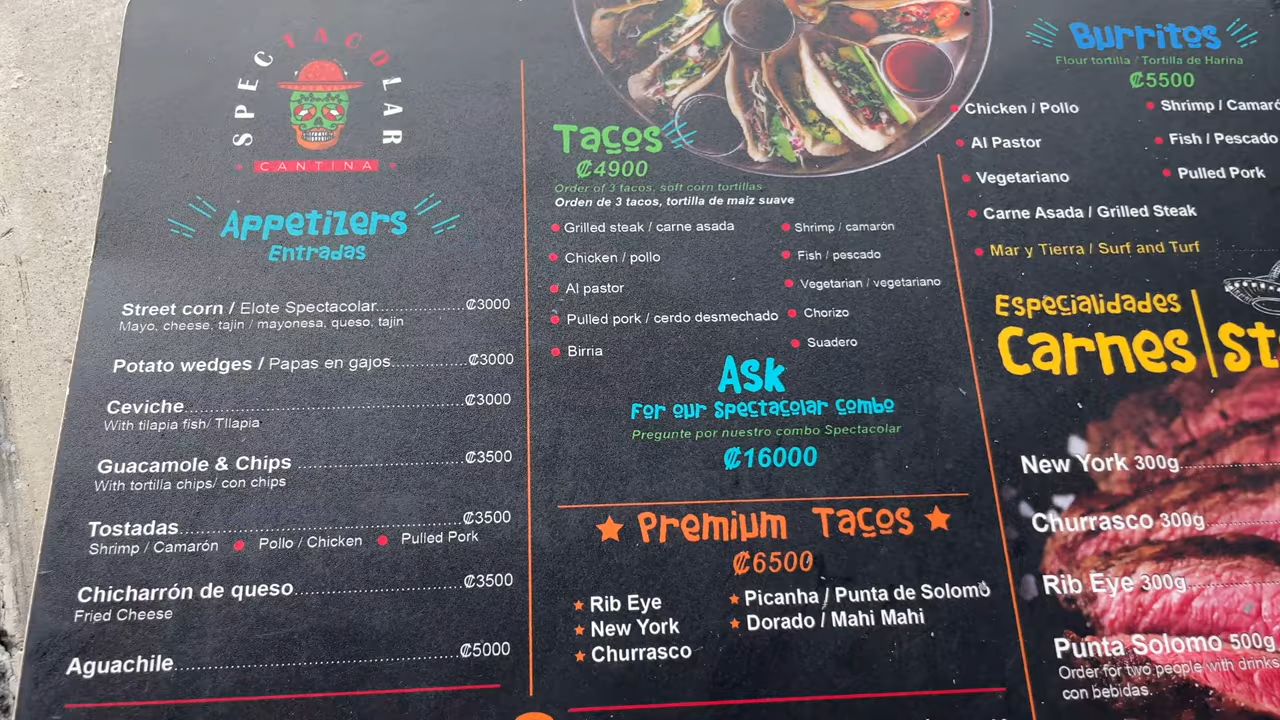 SPECTACOLAR
CANTINA
Appetizers
Entradas
Street corn / Elote Spectacolar...............₡3000
Mayo, cheese, tajin / mayonesa, queso, tajin
Potato wedges / Papas en gajos.............₡3000
Ceviche..........................................................₡3000
With tilapia fish/ TIlapia
Guacamole & Chips ..................................₡3500
With tortilla chips/ con chips
Tostadas.........................................................₡3500
Shrimp / Camarón • Pollo / Chicken • Pulled Pork
Chicharrón de queso..................................₡3500
Fried Cheese
Aguachile.......................................................₡5000
Tacos
₡4900
Order of 3 tacos, soft corn tortillas
Orden de 3 tacos, tortilla de maiz suave
Grilled steak / carne asada
Chicken / pollo
Al pastor
Pulled pork / cerdo desmechado
Birria
Shrimp / camarón
Fish / pescado
Vegetarian / vegetariano
Chorizo
Suadero
Ask
For our Spectacolar combo
Pregunte por nuestro combo Spectacolar
₡16000
★ Premium Tacos ★
₡6500
★ Rib Eye
★ New York
★ Churrasco
★ Picanha / Punta de Solomo
★ Dorado / Mahi Mahi
Burritos
Flour tortilla / Tortilla de Harina
₡5500
Chicken / Pollo
Al Pastor
Vegetariano
Carne Asada / Grilled Steak
Mar y Tierra / Surf and Turf
Shrimp / Camaró
Fish / Pescado
Pulled Pork
Especialidades
Carnes | St
New York 300g
Churrasco 300g
Rib Eye 300g
Punta Solomo 500g
Order for two people with drinks
con bebidas.